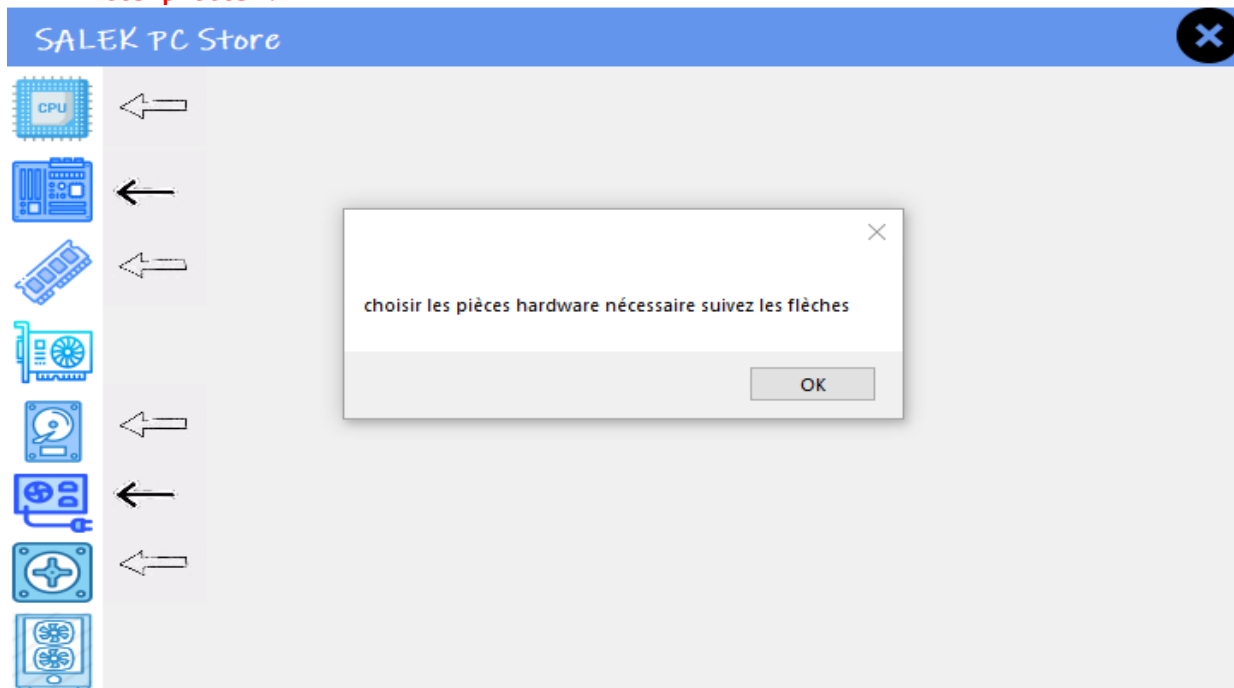 SALEK PC Store
CPU
choisir les pièces hardware nécessaire suivez les flèches
OK